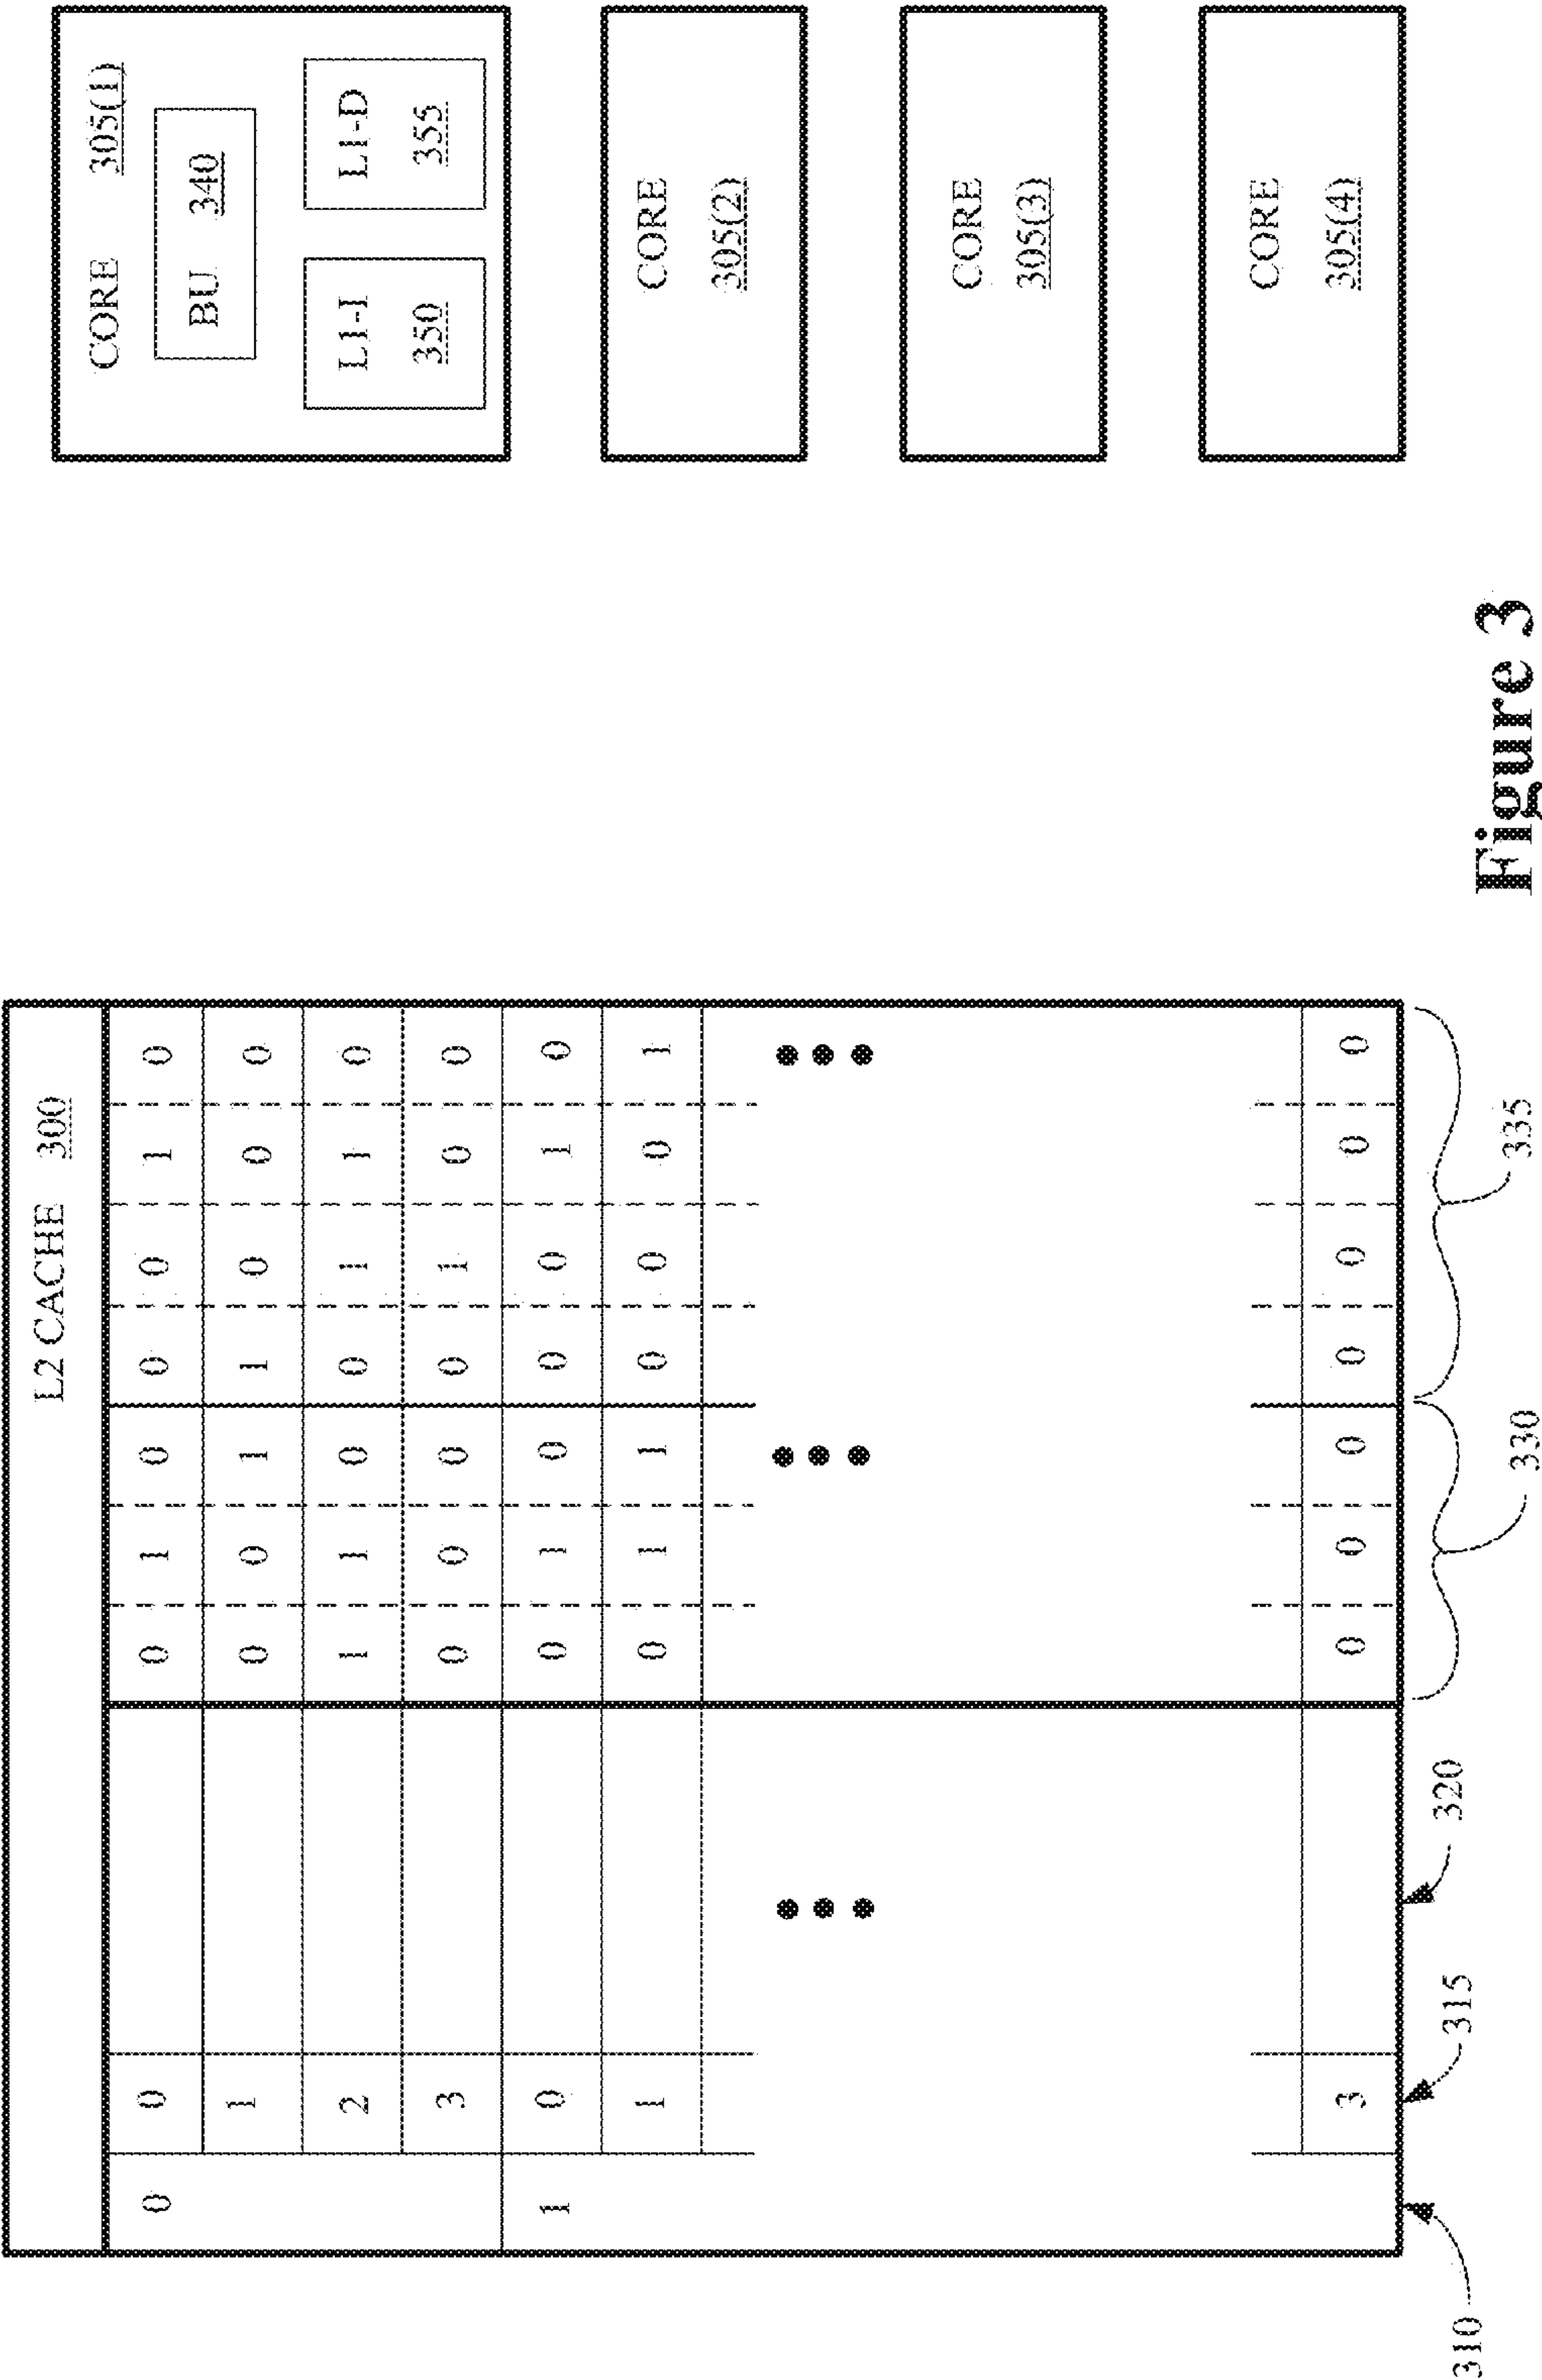 L2 CACHE 300
0 0 0 1 0 0 0 1 0
1 0 0 1 1 0 0 0
2 1 1 0 0 1 1 0
3 0 0 0 0 1 0 0
1 0 0 1 0 0 0 1 0
1 0 1 1 0 0 0 1
3 0 0 0 0 0 0 0
310 315 320 330 335
CORE 305(1)
BU 340
L1-I
350
L1-D
355
CORE
305(2)
CORE
305(3)
CORE
305(4)
Figure 3